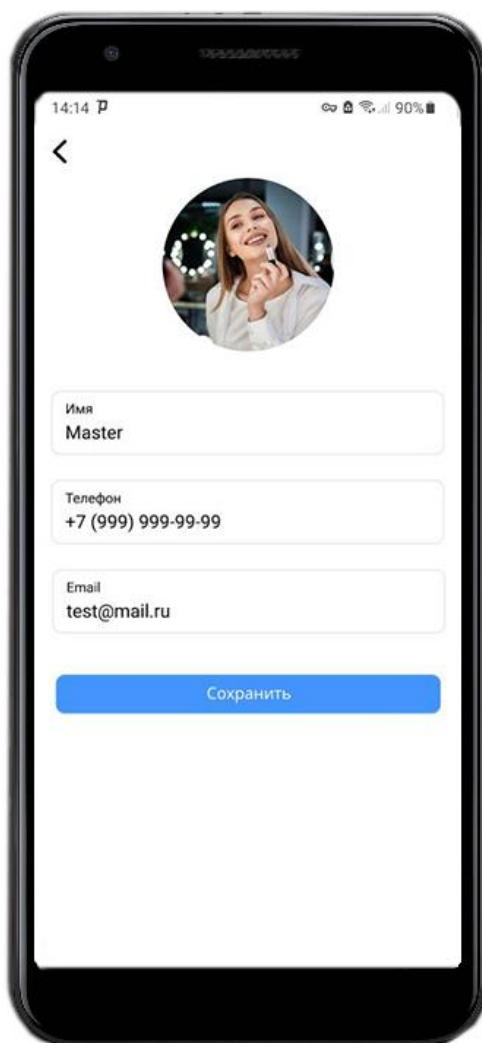 14:14
90%
Имя
Master
Телефон
+7 (999) 999-99-99
Email
test@mail.ru
Сохранить